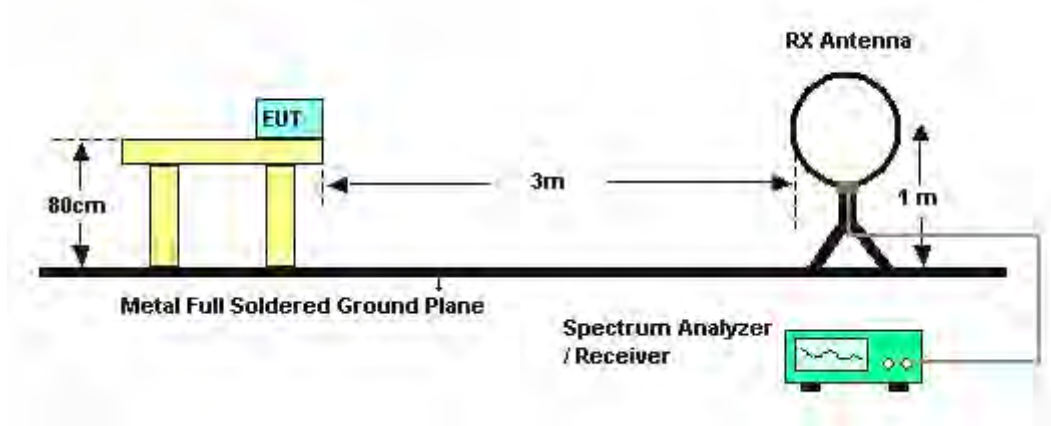 RX Antenna
EUT
3m
80cm
1 m
Metal Full Soldered Ground Plane
Spectrum Analyzer
/ Receiver